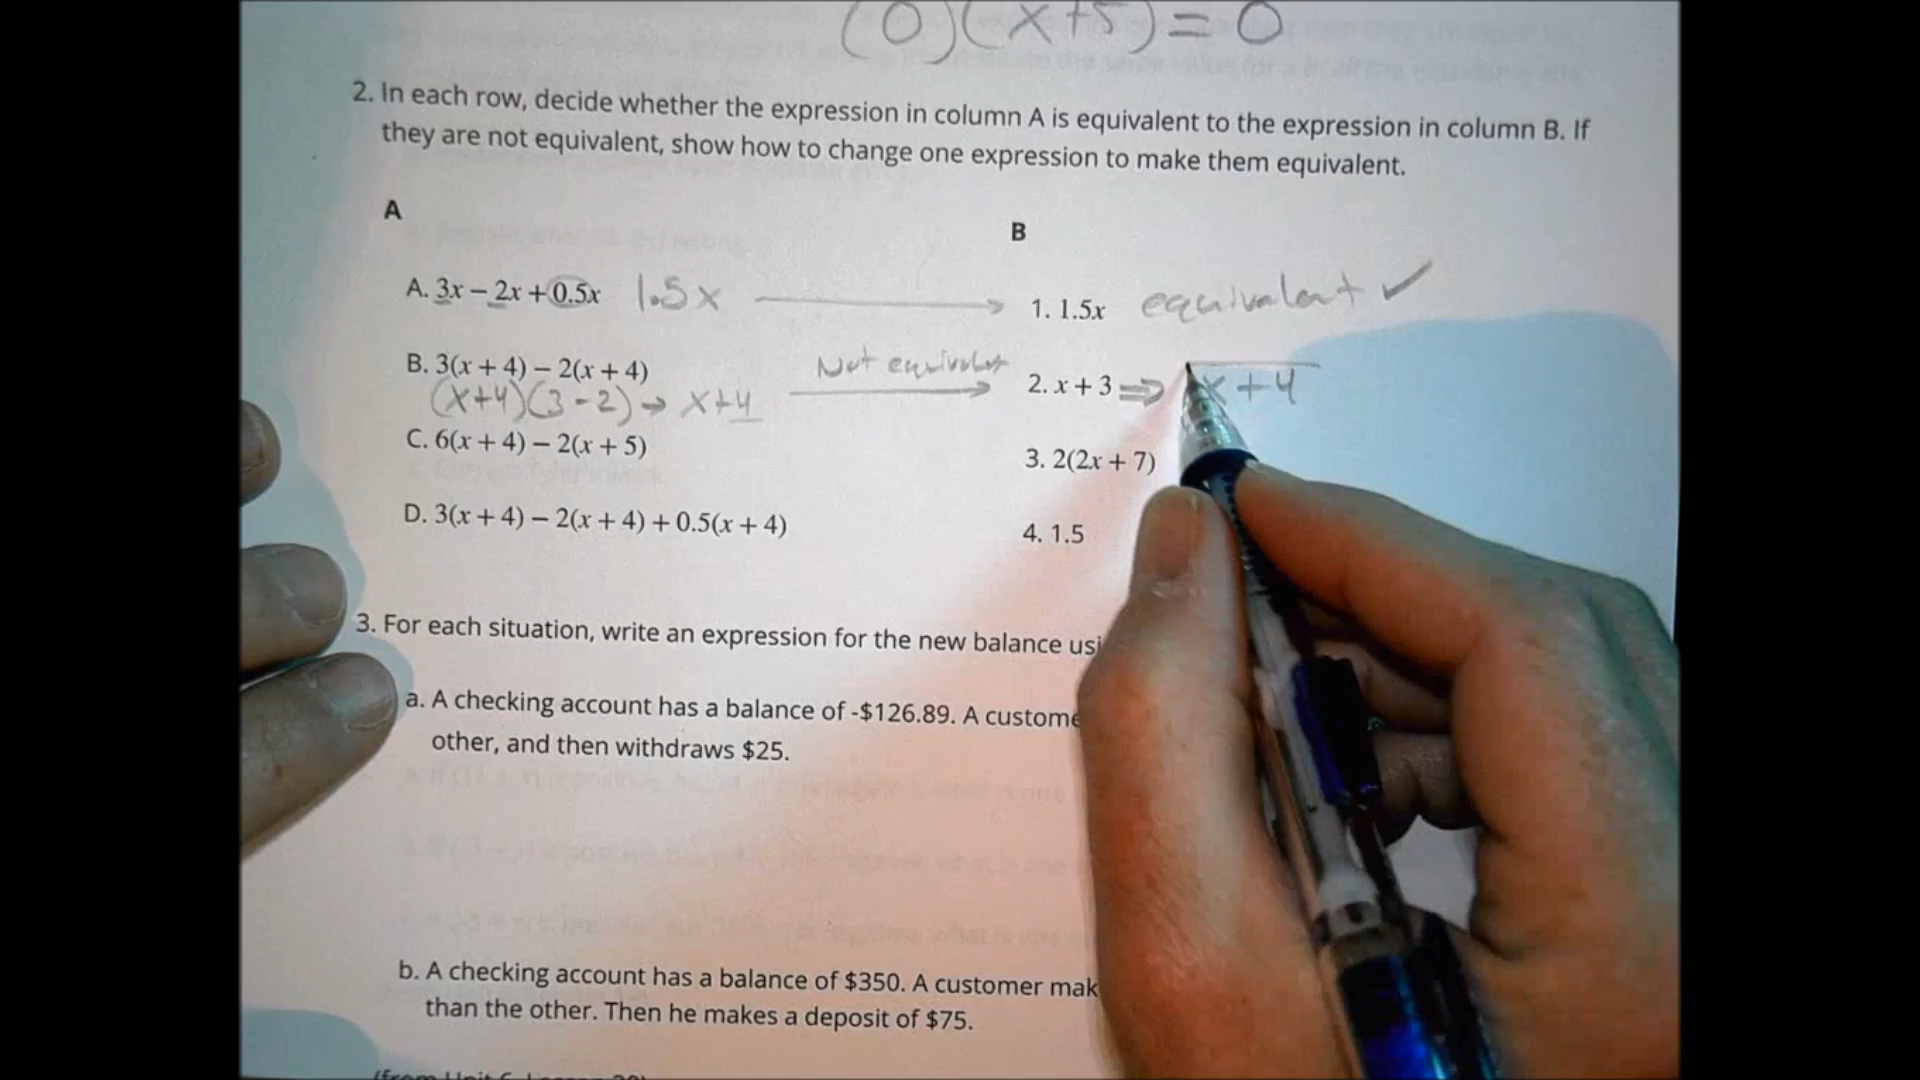 (0)(x+5)=0
2. In each row, decide whether the expression in column A is equivalent to the expression in column B. If
they are not equivalent, show how to change one expression to make them equivalent.
A
B
A. 3x − 2x + 0.5x 1.5x → 1. 1.5x equivalent ✓
B. 3(x + 4) − 2(x + 4) Not equivalent → 2. x + 3 ⇒ x+4
(x+4)(3-2) → x+4
C. 6(x + 4) − 2(x + 5) 3. 2(2x + 7)
D. 3(x + 4) − 2(x + 4) + 0.5(x + 4) 4. 1.5
3. For each situation, write an expression for the new balance
a. A checking account has a balance of -$126.89. A
other, and then withdraws $25.
b. A checking account has a balance of $350. A customer
than the other. Then he makes a deposit of $75.